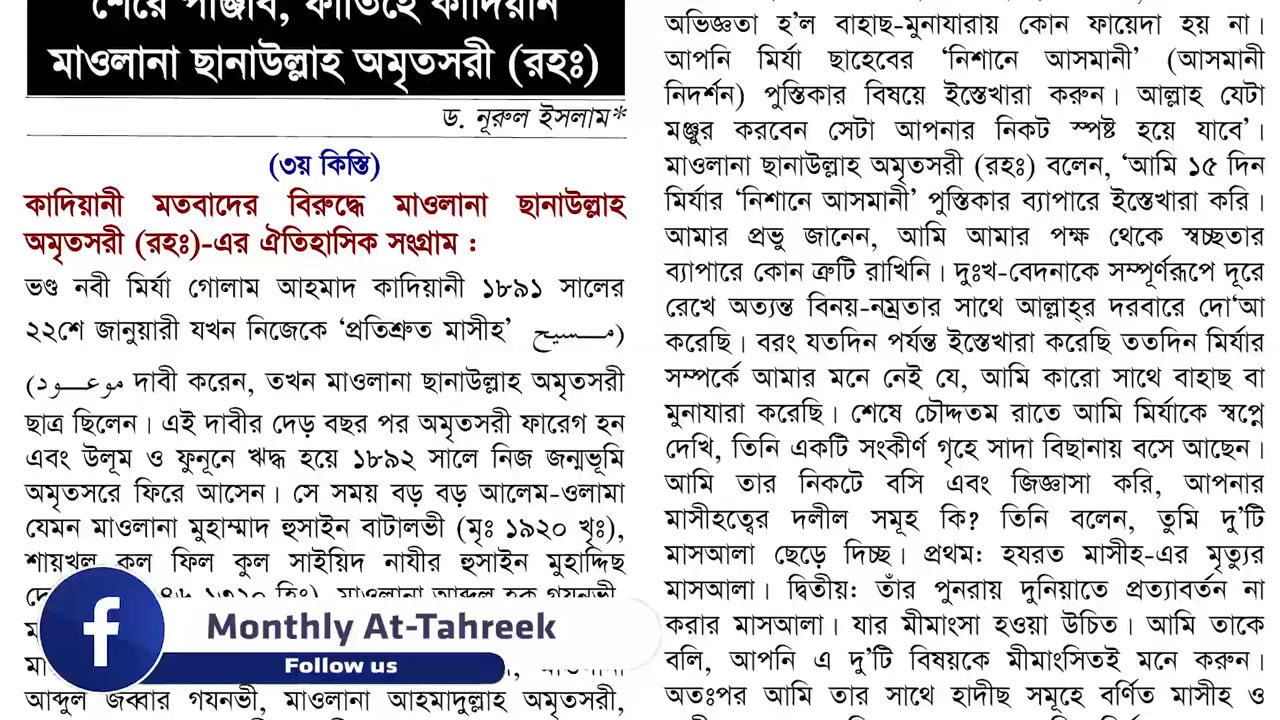 শেরে পাঞ্জাব, ফাতিহে কাদিয়ান
মাওলানা ছানাউল্লাহ অমৃতসরী (রহঃ)
ড. নূরুল ইসলাম*
(৩য় কিস্তি)
কাদিয়ানী মতবাদের বিরুদ্ধে মাওলানা ছানাউল্লাহ
অমৃতসরী (রহঃ)-এর ঐতিহাসিক সংগ্রাম :
ভণ্ড নবী মির্যা গোলাম আহমাদ কাদিয়ানী ১৮৯১ সালের
২২শে জানুয়ারী যখন নিজেকে ‘প্রতিশ্রুত মাসীহ’ (مسيح
موعود) দাবী করেন, তখন মাওলানা ছানাউল্লাহ অমৃতসরী
ছাত্র ছিলেন। এই দাবীর দেড় বছর পর অমৃতসরী ফারেগ হন
এবং উলূম ও ফুনূনে ঋদ্ধ হয়ে ১৮৯২ সালে নিজ জন্মভূমি
অমৃতসরে ফিরে আসেন। সে সময় বড় বড় আলেম-ওলামা
যেমন মাওলানা মুহাম্মাদ হুসাইন বাটালভী (মৃঃ ১৯২০ খৃঃ),
শায়খুল কুল ফিল কুল সাইয়িদ নাযীর হুসাইন মুহাদ্দিছ
১৩২০ হিঃ), মাওলানা আব্দুল হক গযনভী,
আব্দুল জব্বার গযনভী, মাওলানা আহমাদুল্লাহ অমৃতসরী,
Monthly At-Tahreek
Follow us
অভিজ্ঞতা হ’ল বাহাছ-মুনাযারায় কোন ফায়েদা হয় না।
আপনি মির্যা ছাহেবের ‘নিশানে আসমানী’ (আসমানী
নিদর্শন) পুস্তিকার বিষয়ে ইস্তেখারা করুন। আল্লাহ যেটা
মঞ্জুর করবেন সেটা আপনার নিকট স্পষ্ট হয়ে যাবে’।
মাওলানা ছানাউল্লাহ অমৃতসরী (রহঃ) বলেন, ‘আমি ১৫ দিন
মির্যার ‘নিশানে আসমানী’ পুস্তিকার ব্যাপারে ইস্তেখারা করি।
আমার প্রভু জানেন, আমি আমার পক্ষ থেকে স্বচ্ছতার
ব্যাপারে কোন ত্রুটি রাখিনি। দুঃখ-বেদনাকে সম্পূর্ণরূপে দূরে
রেখে অত্যন্ত বিনয়-নম্রতার সাথে আল্লাহ্‌র দরবারে দো‘আ
করেছি। বরং যতদিন পর্যন্ত ইস্তেখারা করেছি ততদিন মির্যার
সম্পর্কে আমার মনে নেই যে, আমি কারো সাথে বাহাছ বা
মুনাযারা করেছি। শেষে চৌদ্দতম রাতে আমি মির্যাকে স্বপ্নে
দেখি, তিনি একটি সংকীর্ণ গৃহে সাদা বিছানায় বসে আছেন।
আমি তার নিকটে বসি এবং জিজ্ঞাসা করি, আপনার
মাসীহত্বের দলীল সমূহ কি? তিনি বলেন, তুমি দু’টি
মাসআলা ছেড়ে দিচ্ছ। প্রথম: হযরত মাসীহ-এর মৃত্যুর
মাসআলা। দ্বিতীয়: তাঁর পুনরায় দুনিয়াতে প্রত্যাবর্তন না
করার মাসআলা। যার মীমাংসা হওয়া উচিত। আমি তাকে
বলি, আপনি এ দু’টি বিষয়কে মীমাংসিতই মনে করুন।
অতঃপর আমি তার সাথে হাদীছ সমূহে বর্ণিত মাসীহ ও